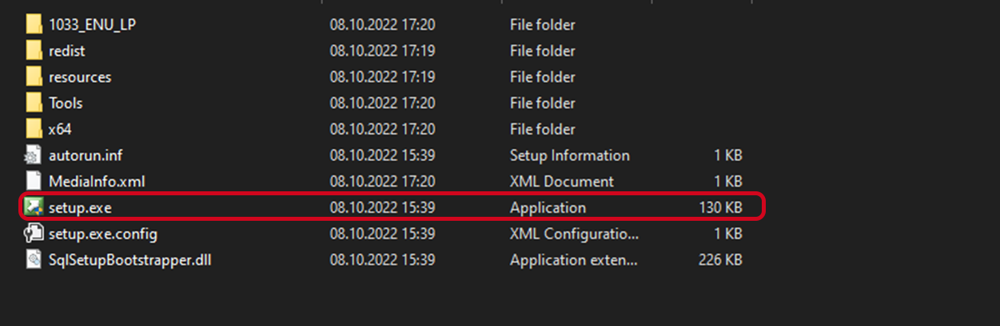 1033_ENU_LP 08.10.2022 17:20 File folder
redist 08.10.2022 17:19 File folder
resources 08.10.2022 17:19 File folder
Tools 08.10.2022 17:20 File folder
x64 08.10.2022 17:20 File folder
autorun.inf 08.10.2022 15:39 Setup Information 1 KB
MediaInfo.xml 08.10.2022 17:20 XML Document 1 KB
setup.exe 08.10.2022 15:39 Application 130 KB
setup.exe.config 08.10.2022 15:39 XML Configuratio... 1 KB
SqlSetupBootstrapper.dll 08.10.2022 15:39 Application exten... 226 KB